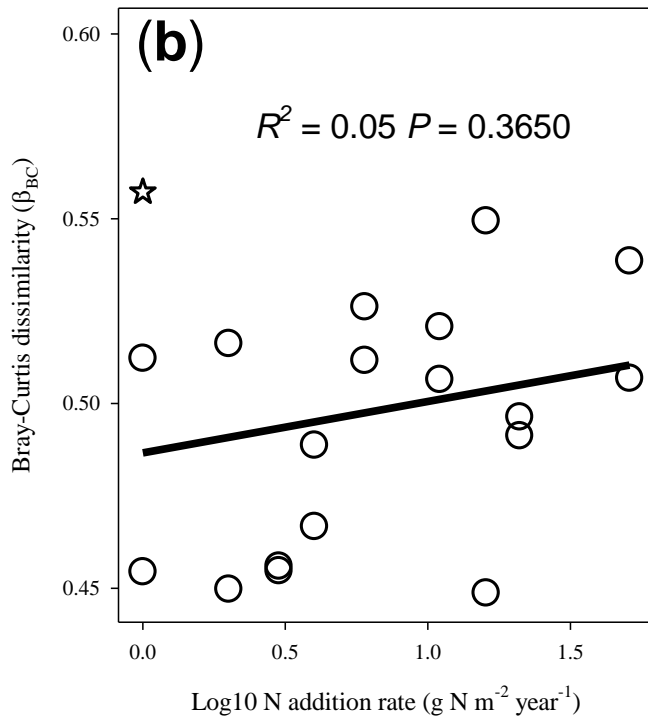 0.60
(b)
R² = 0.05 P = 0.3650
0.55
0.50
0.45
Bray-Curtis dissimilarity (β_BC)
0.0 0.5 1.0 1.5
Log10 N addition rate (g N m⁻² year⁻¹)